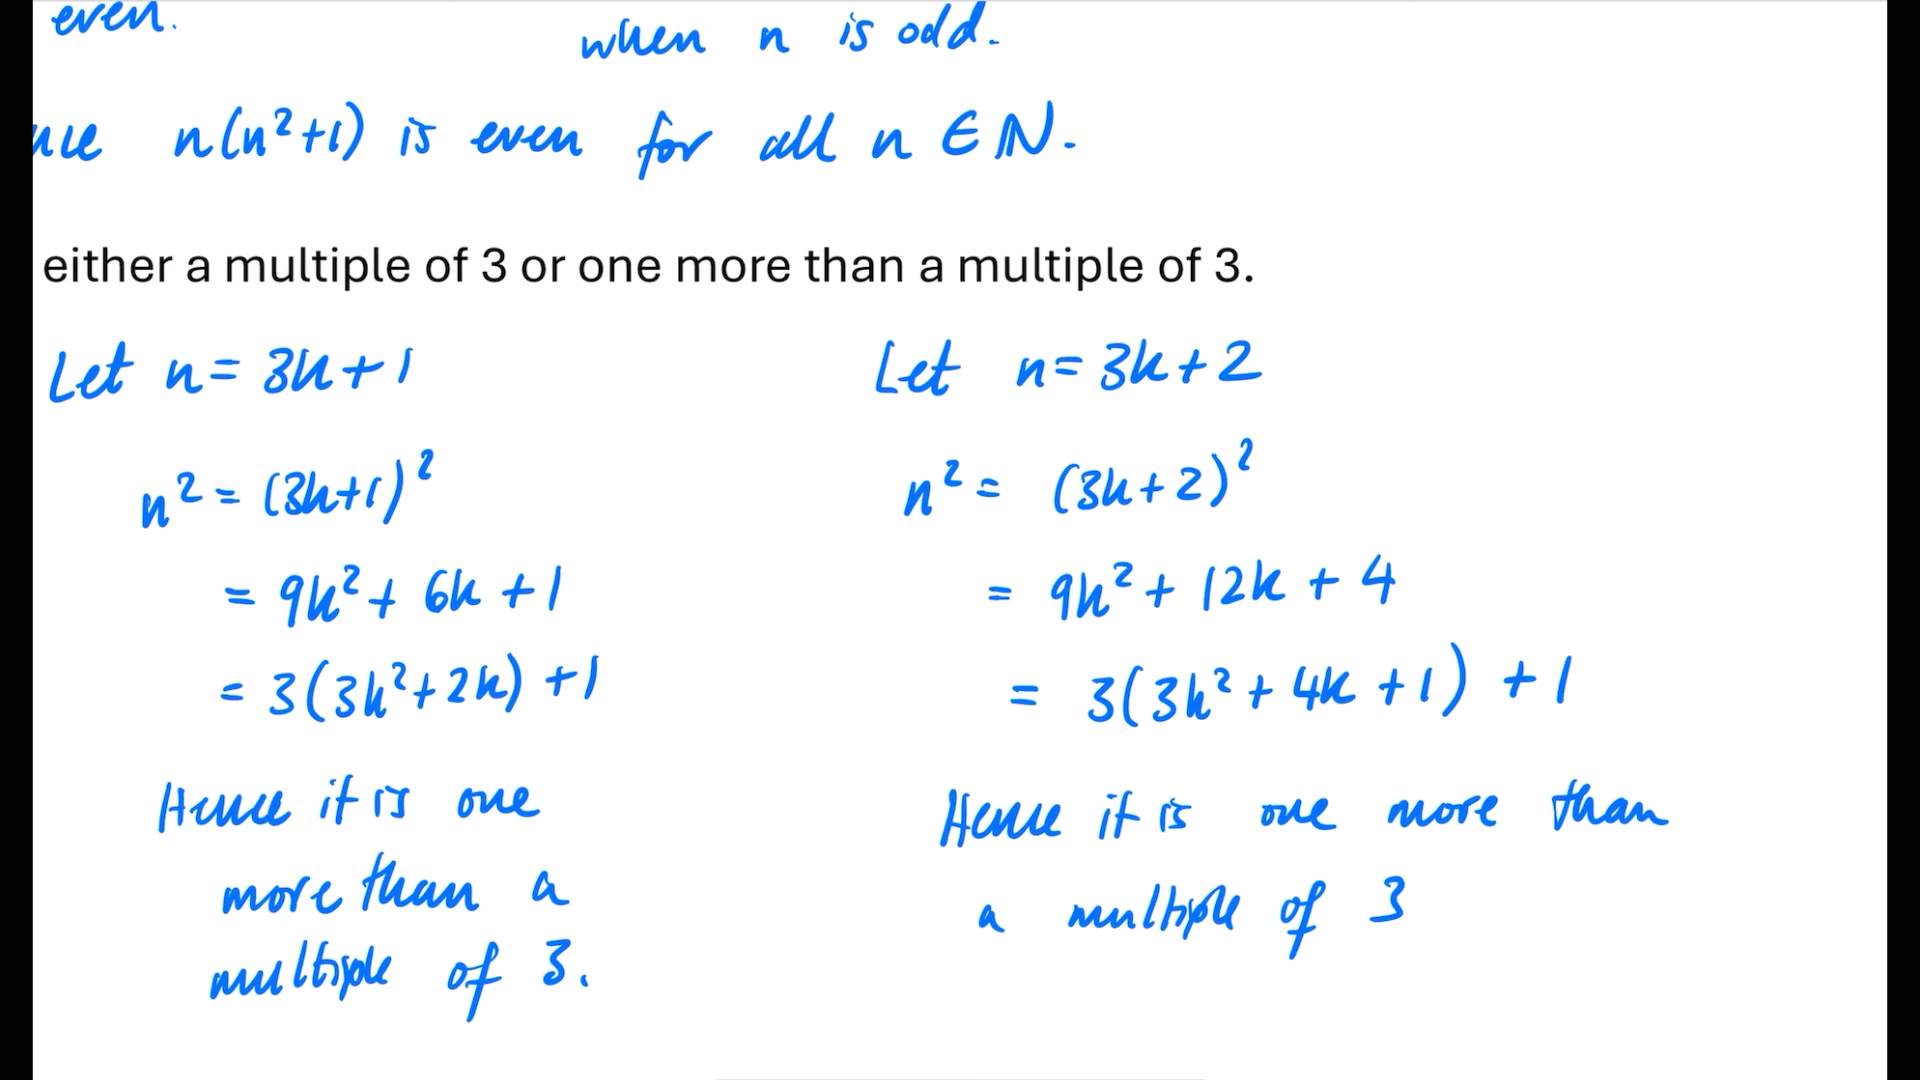 even.
when n is odd.
nce n(n²+1) is even for all n ∈ ℕ.
either a multiple of 3 or one more than a multiple of 3.
Let n = 3k+1
n² = (3k+1)²
= 9k² + 6k + 1
= 3(3k²+2k) + 1
Hence it is one
more than a
multiple of 3.
Let n = 3k+2
n² = (3k+2)²
= 9k² + 12k + 4
= 3(3k² + 4k + 1) + 1
Hence it is one more than
a multiple of 3